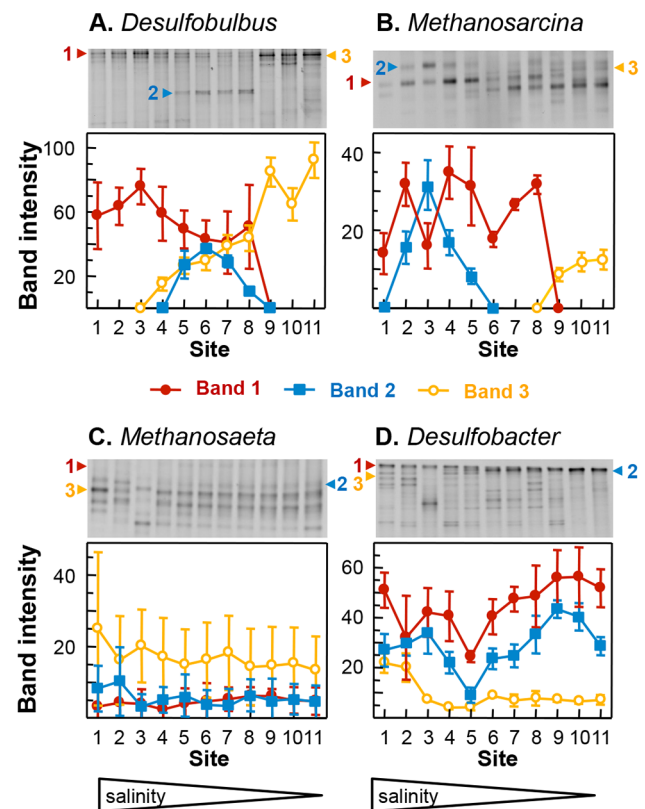 A. Desulfobulbus
B. Methanosarcina
1
2
3
2
1
3
Band intensity
100
60
20
40
20
1 2 3 4 5 6 7 8 9 10 11
1 2 3 4 5 6 7 8 9 10 11
Site
Site
Band 1
Band 2
Band 3
C. Methanosaeta
D. Desulfobacter
1
3
2
1
3
2
Band intensity
40
20
60
40
20
1 2 3 4 5 6 7 8 9 10 11
1 2 3 4 5 6 7 8 9 10 11
Site
Site
salinity
salinity